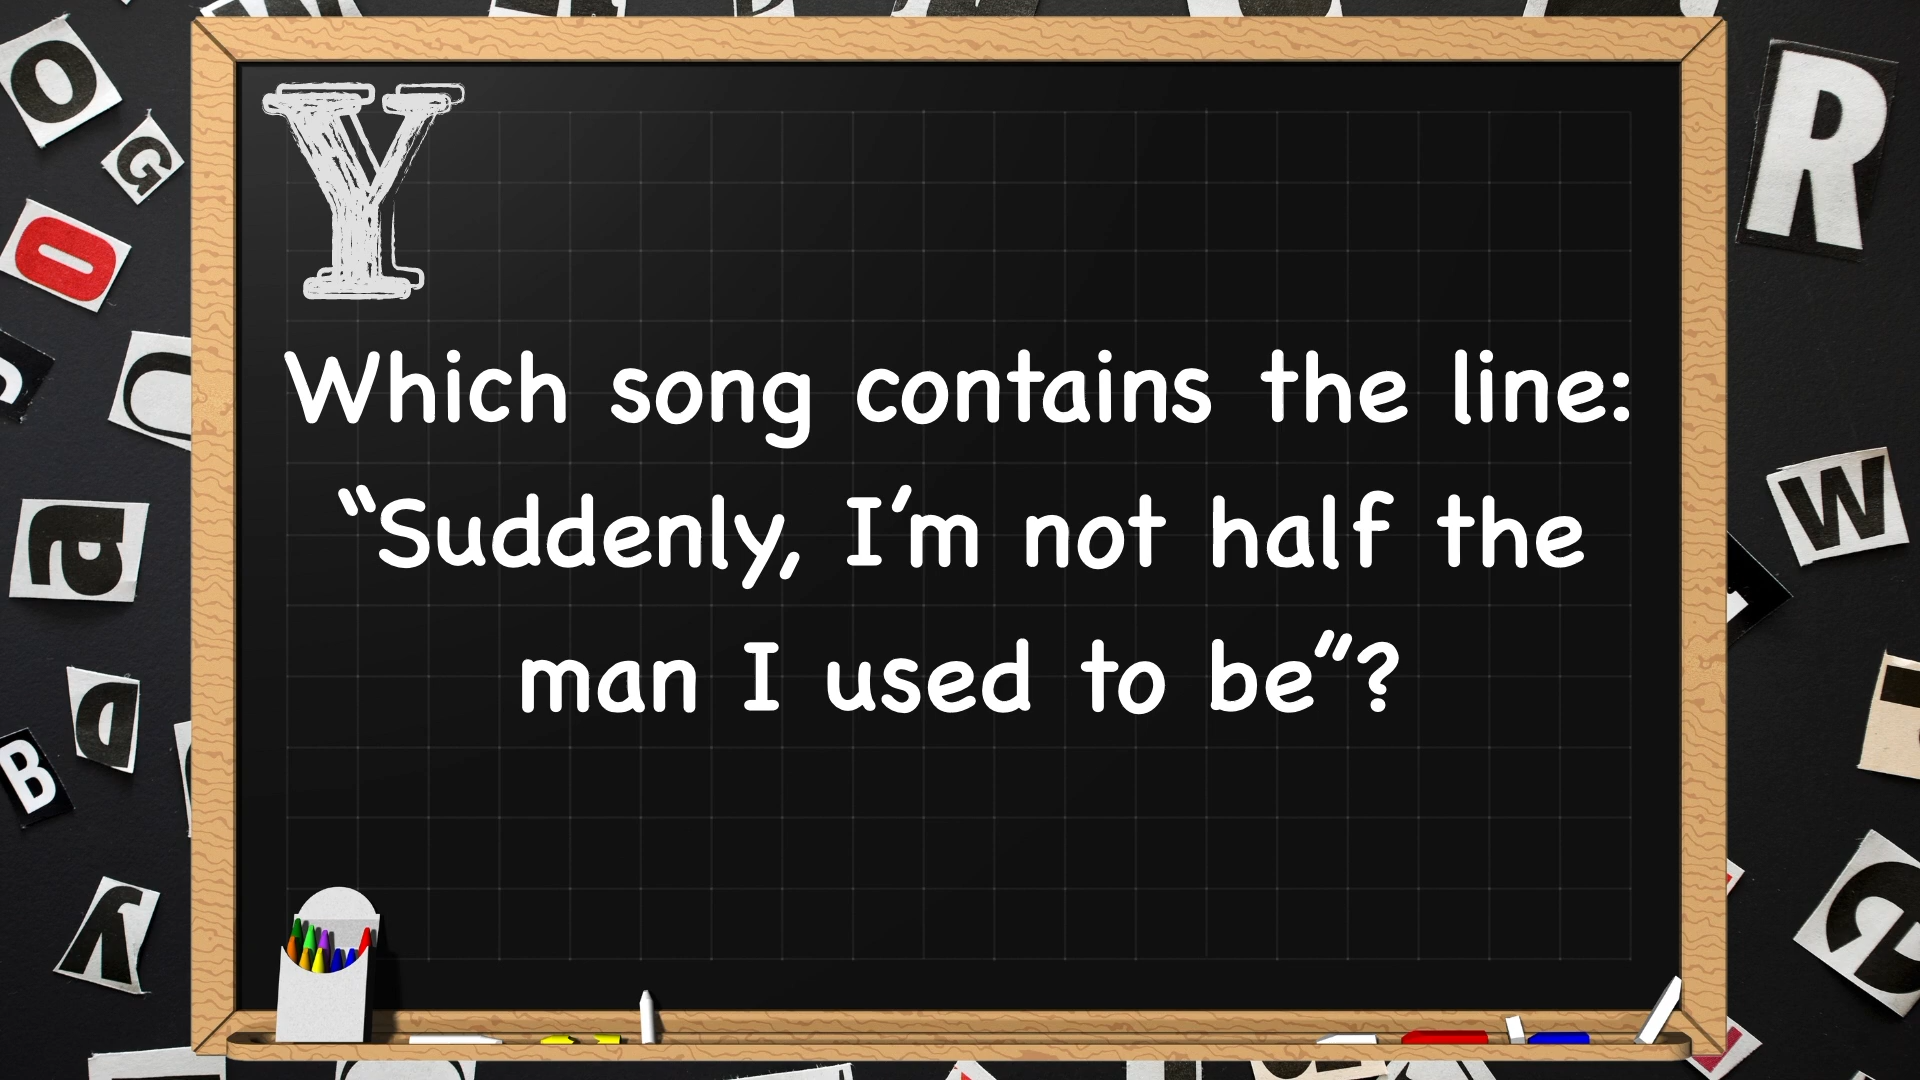 Y
Which song contains the line:
“Suddenly, I’m not half the
man I used to be”?
O
G
O
a
B
R
W